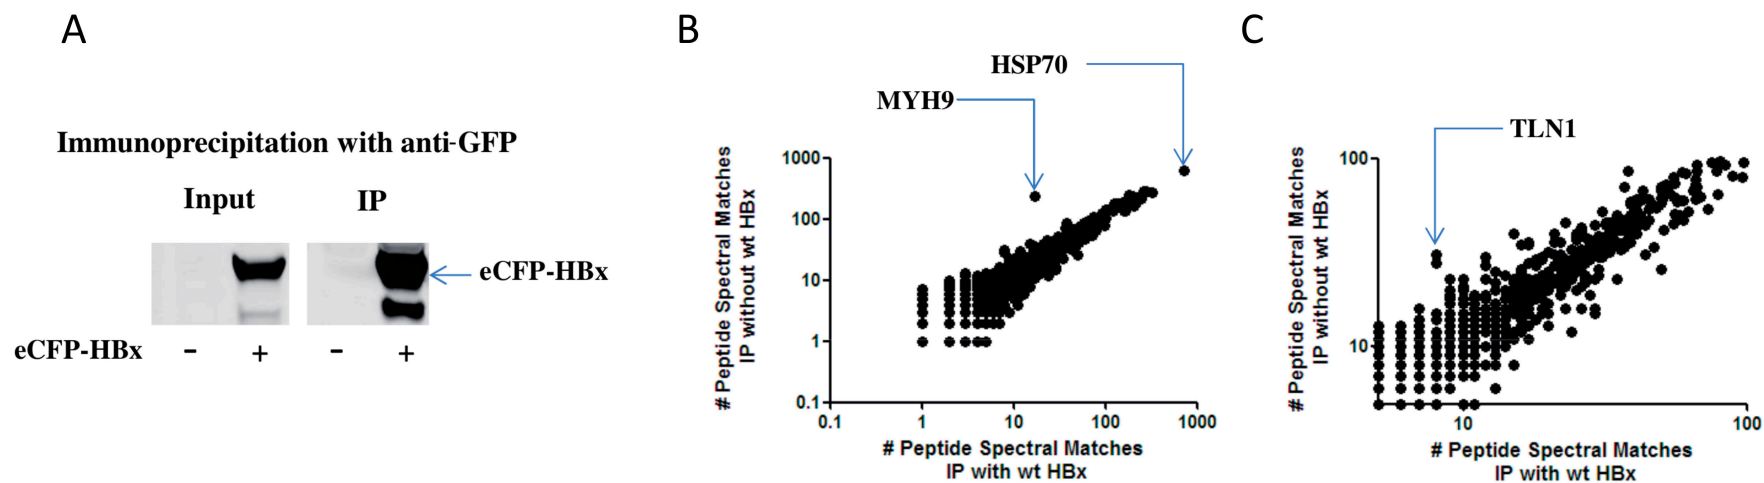 A
Immunoprecipitation with anti-GFP
Input
IP
eCFP-HBx
eCFP-HBx
- + - +
B
HSP70
MYH9
# Peptide Spectral Matches
IP without wt HBx
1000
100
10
1
0.1
0.1 1 10 100 1000
# Peptide Spectral Matches
IP with wt HBx
C
TLN1
# Peptide Spectral Matches
IP without wt HBx
100
10
10 100
# Peptide Spectral Matches
IP with wt HBx